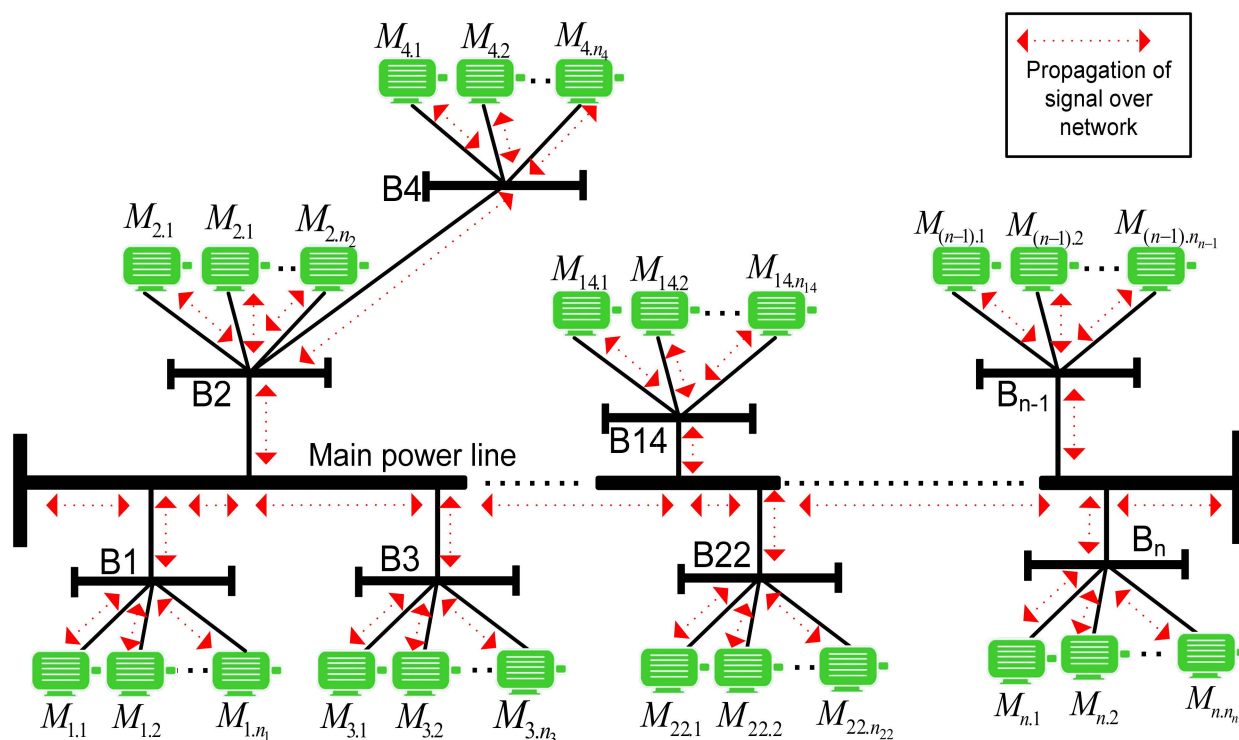 M₄.₁ M₄.₂ M₄.ₙ₄
Propagation of
signal over
network
B4
M₂.₁ M₂.₁ M₂.ₙ₂
M₁₄.₁ M₁₄.₂ M₁₄.ₙ₁₄
M₍ₙ₋₁₎.₁ M₍ₙ₋₁₎.₂ M₍ₙ₋₁₎.ₙₙ₋₁
B2
B14
Bₙ₋₁
Main power line
B1
B3
B22
Bₙ
M₁.₁ M₁.₂ M₁.ₙ₁
M₃.₁ M₃.₂ M₃.ₙ₃
M₂₂.₁ M₂₂.₂ M₂₂.ₙ₂₂
Mₙ.₁ Mₙ.₂ Mₙ.ₙₙ